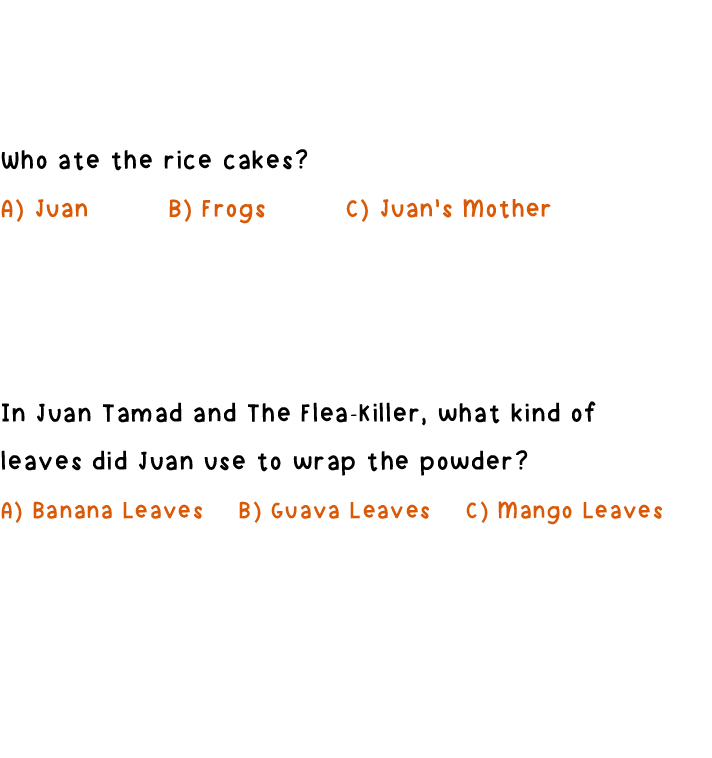 Who ate the rice cakes?
A) Juan B) Frogs C) Juan's Mother
In Juan Tamad and The Flea-Killer, what kind of
leaves did Juan use to wrap the powder?
A) Banana Leaves B) Guava Leaves C) Mango Leaves